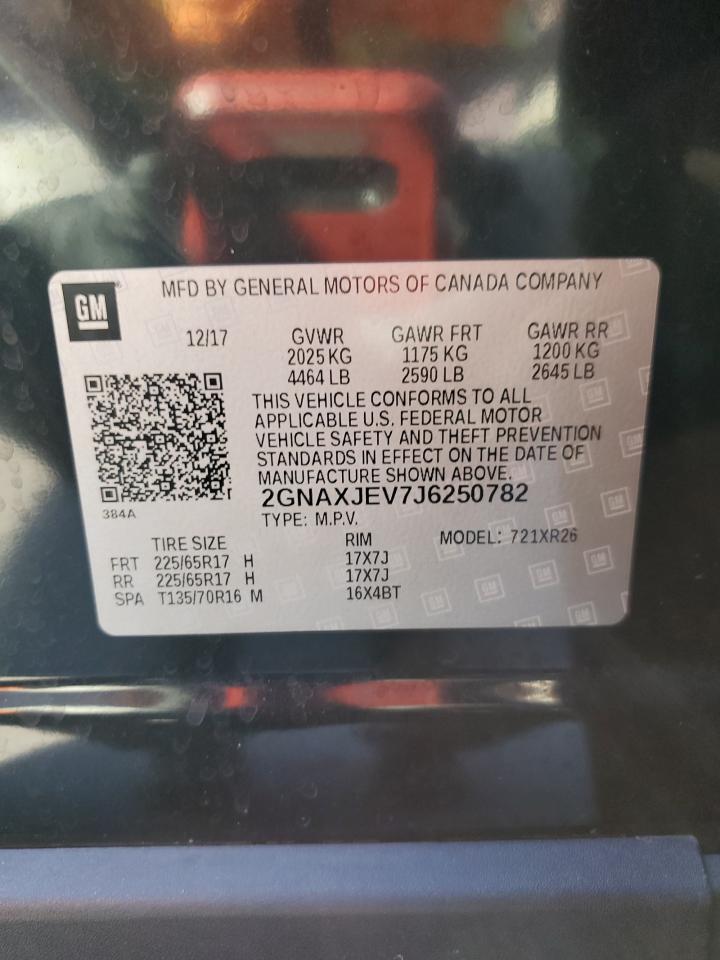 GM
MFD BY GENERAL MOTORS OF CANADA COMPANY
12/17 GVWR GAWR FRT GAWR RR
2025 KG 1175 KG 1200 KG
4464 LB 2590 LB 2645 LB
THIS VEHICLE CONFORMS TO ALL
APPLICABLE U.S. FEDERAL MOTOR
VEHICLE SAFETY AND THEFT PREVENTION
STANDARDS IN EFFECT ON THE DATE OF
MANUFACTURE SHOWN ABOVE.
2GNAXJEV7J6250782
384A
TYPE: M.P.V.
TIRE SIZE RIM MODEL: 721XR26
FRT 225/65R17 H 17X7J
RR 225/65R17 H 17X7J
SPA T135/70R16 M 16X4BT